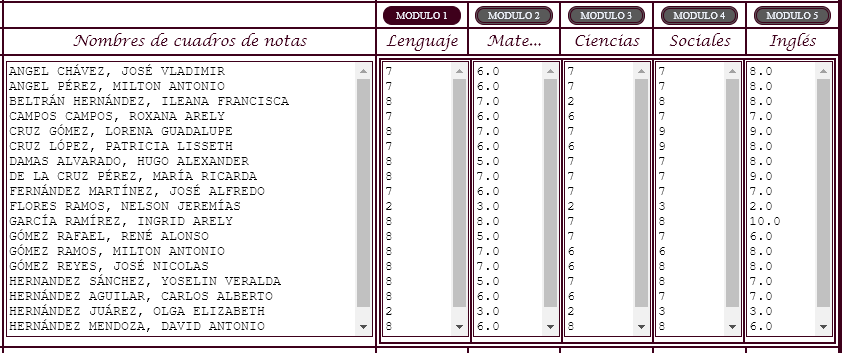 MODULO 1 MODULO 2 MODULO 3 MODULO 4 MODULO 5
Nombres de cuadros de notas Lenguaje Mate... Ciencias Sociales Inglés
ANGEL CHÁVEZ, JOSÉ VLADIMIR 7 6.0 7 7 8.0
ANGEL PÉREZ, MILTON ANTONIO 7 6.0 7 7 8.0
BELTRÁN HERNÁNDEZ, ILEANA FRANCISCA 8 7.0 2 8 8.0
CAMPOS CAMPOS, ROXANA ARELY 7 6.0 6 7 7.0
CRUZ GÓMEZ, LORENA GUADALUPE 8 7.0 7 9 9.0
CRUZ LÓPEZ, PATRICIA LISSETH 7 6.0 6 9 8.0
DAMAS ALVARADO, HUGO ALEXANDER 8 5.0 7 7 8.0
DE LA CRUZ PÉREZ, MARÍA RICARDA 8 7.0 7 7 9.0
FERNÁNDEZ MARTÍNEZ, JOSÉ ALFREDO 7 6.0 7 7 7.0
FLORES RAMOS, NELSON JEREMÍAS 2 3.0 2 3 2.0
GARCÍA RAMÍREZ, INGRID ARELY 8 8.0 7 8 10.0
GÓMEZ RAFAEL, RENÉ ALONSO 8 5.0 7 7 6.0
GÓMEZ RAMOS, MILTON ANTONIO 8 7.0 6 6 8.0
GÓMEZ REYES, JOSÉ NICOLAS 8 7.0 6 8 8.0
HERNANDEZ SÁNCHEZ, YOSELIN VERALDA 8 5.0 7 8 7.0
HERNÁNDEZ AGUILAR, CARLOS ALBERTO 8 6.0 6 7 7.0
HERNÁNDEZ JUÁREZ, OLGA ELIZABETH 2 3.0 2 3 3.0
HERNÁNDEZ MENDOZA, DAVID ANTONIO 8 6.0 8 8 6.0